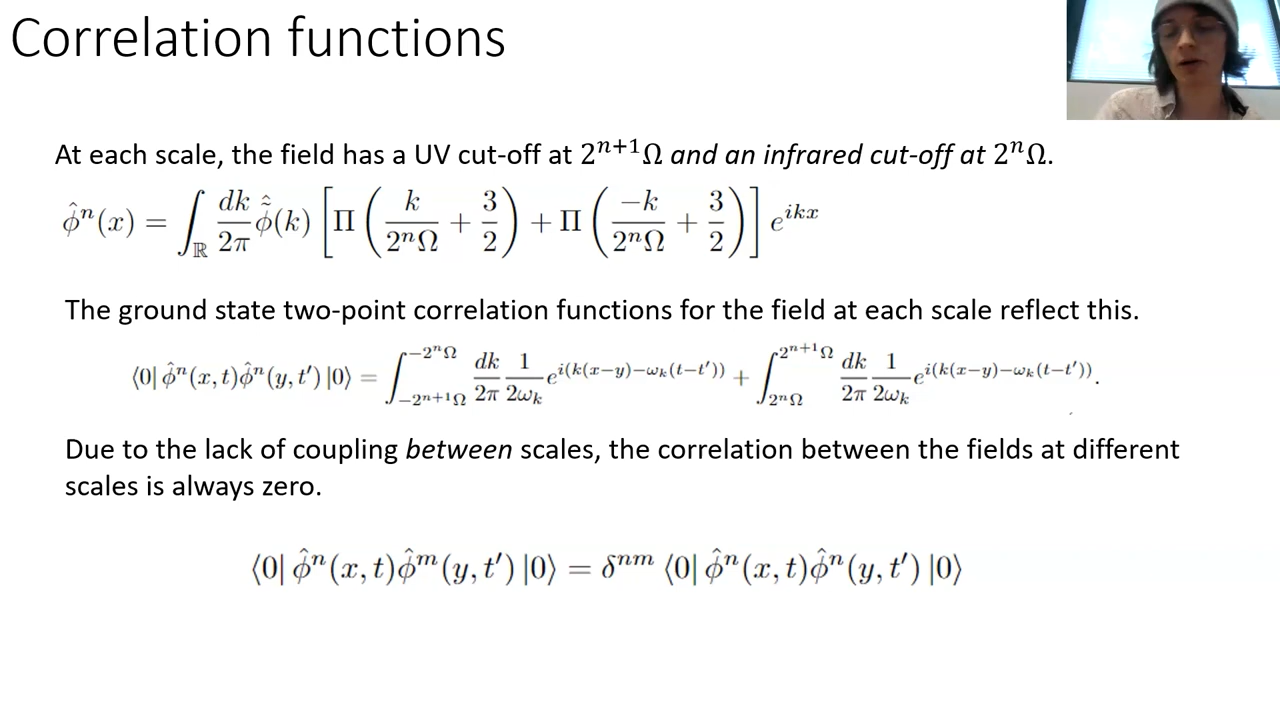 Correlation functions
At each scale, the field has a UV cut-off at $2^{n+1}\Omega$ and an infrared cut-off at $2^n\Omega$.
$\hat{\phi}^n(x) = \int_{\mathbb{R}} \frac{dk}{2\pi} \hat{\tilde{\phi}}(k) \left[ \Pi\left( \frac{k}{2^n\Omega} + \frac{3}{2} \right) + \Pi\left( \frac{-k}{2^n\Omega} + \frac{3}{2} \right) \right] e^{ikx}$
The ground state two-point correlation functions for the field at each scale reflect this.
$\langle 0| \hat{\phi}^n(x,t)\hat{\phi}^n(y,t') |0\rangle = \int_{-2^{n+1}\Omega}^{-2^n\Omega} \frac{dk}{2\pi} \frac{1}{2\omega_k} e^{i(k(x-y)-\omega_k(t-t'))} + \int_{2^n\Omega}^{2^{n+1}\Omega} \frac{dk}{2\pi} \frac{1}{2\omega_k} e^{i(k(x-y)-\omega_k(t-t'))}.$
Due to the lack of coupling between scales, the correlation between the fields at different
scales is always zero.
$\langle 0| \hat{\phi}^n(x,t)\hat{\phi}^m(y,t') |0\rangle = \delta^{nm} \langle 0| \hat{\phi}^n(x,t)\hat{\phi}^n(y,t') |0\rangle$